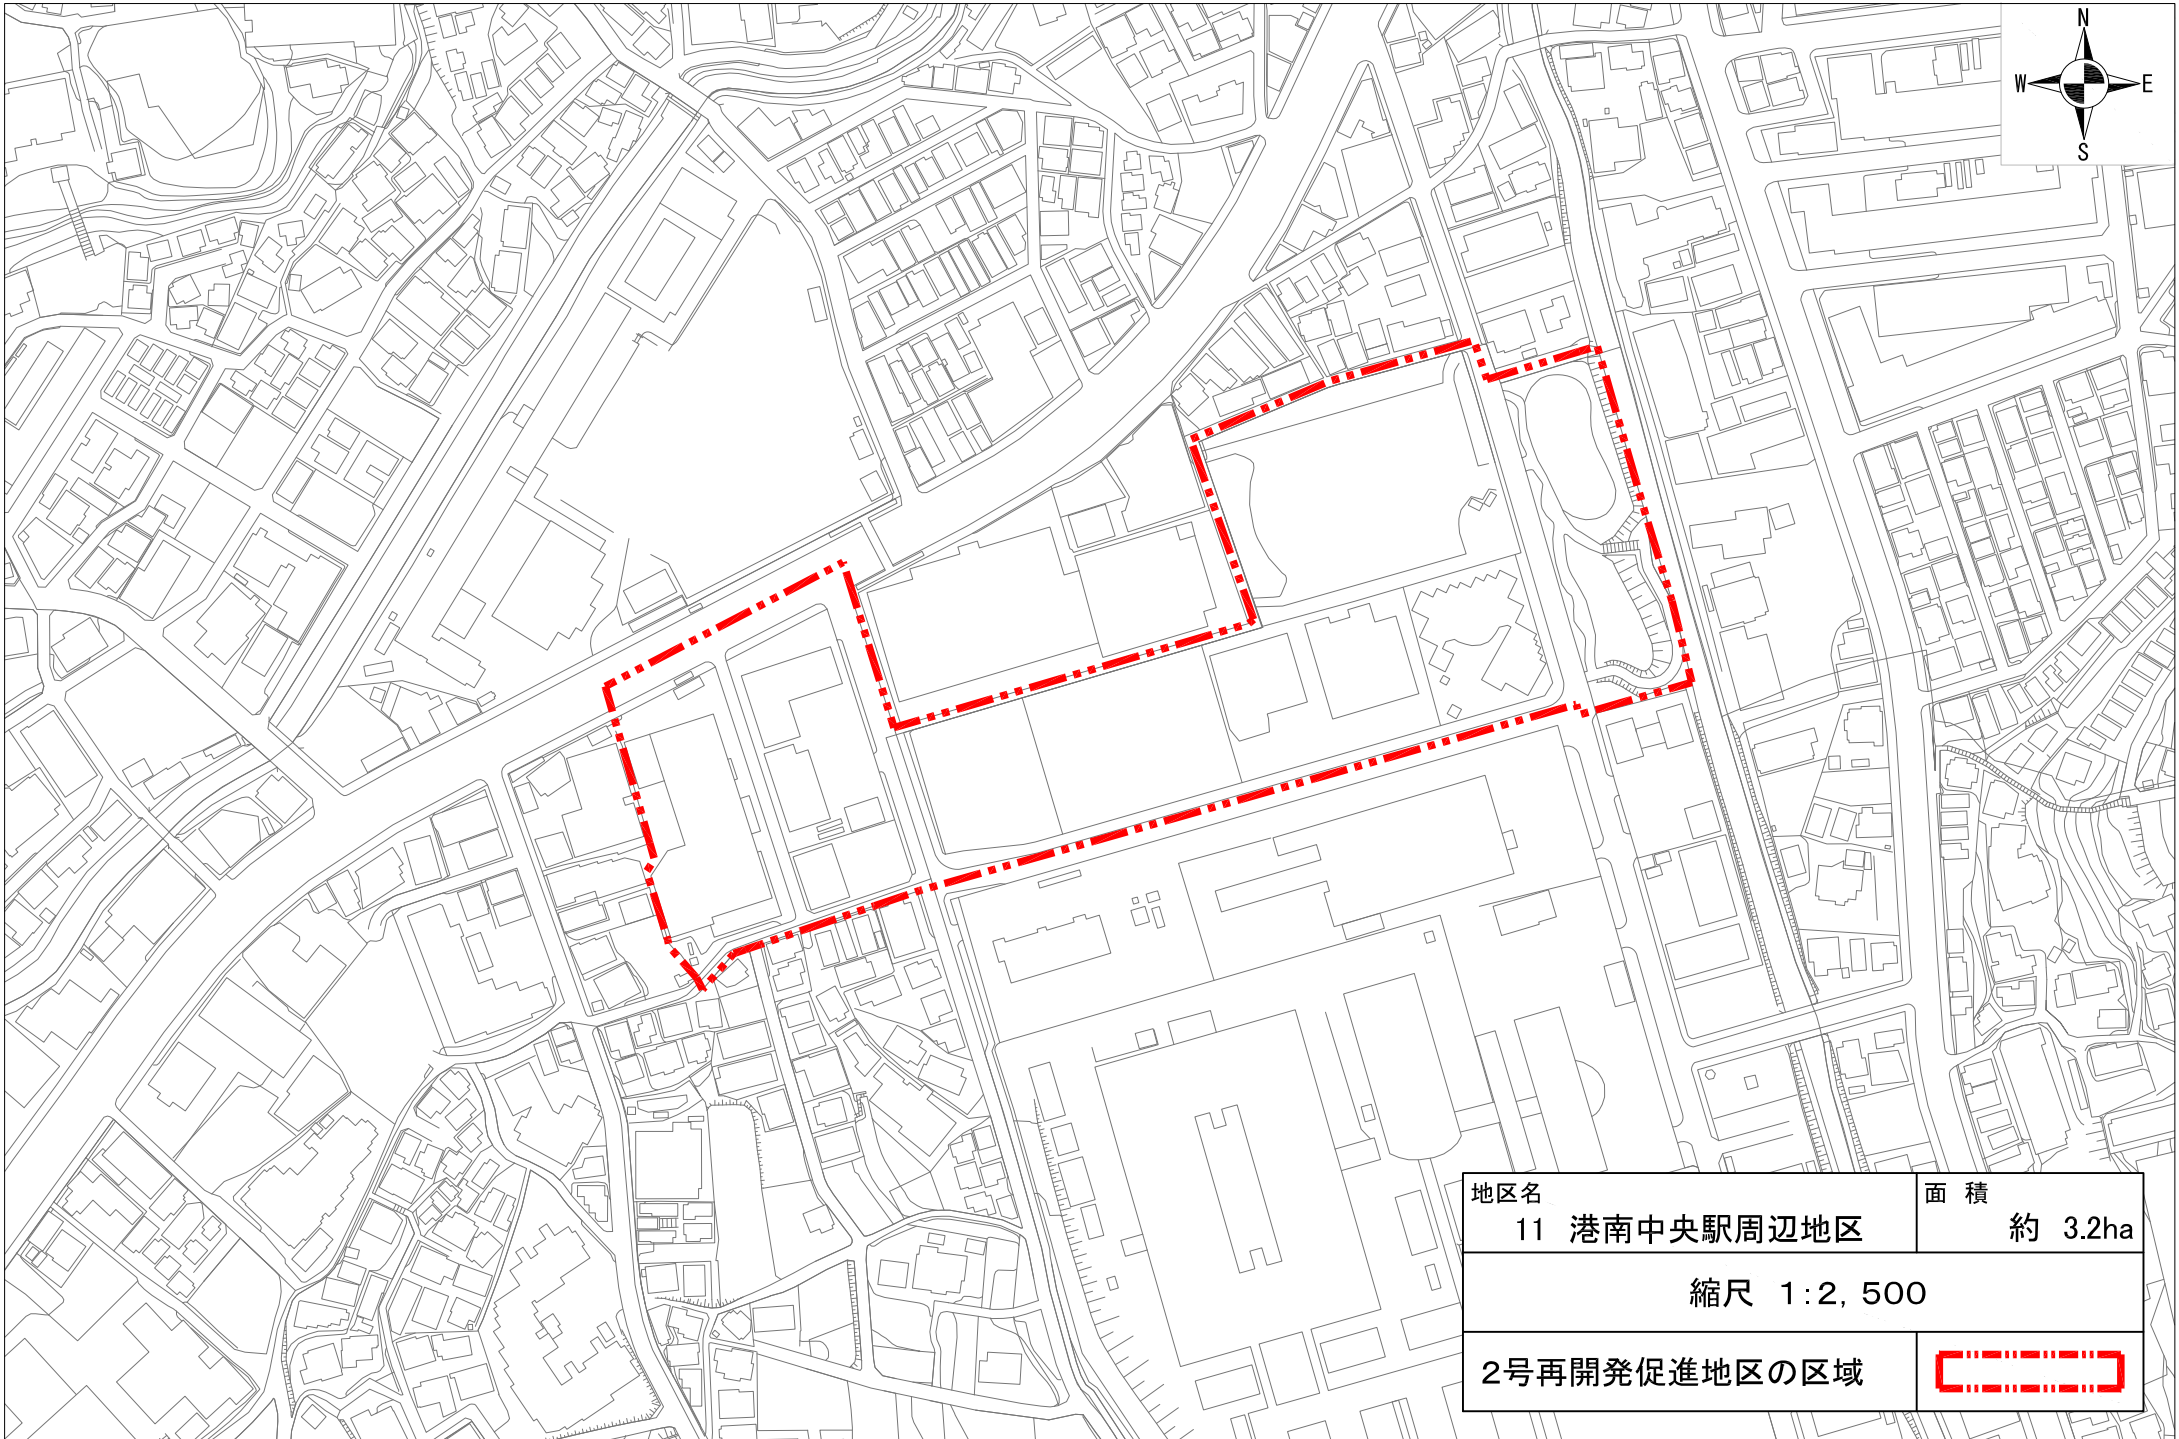 N
W E
S
地区名
11 港南中央駅周辺地区
面 積
約 3.2ha
縮尺 1:2,500
2号再開発促進地区の区域